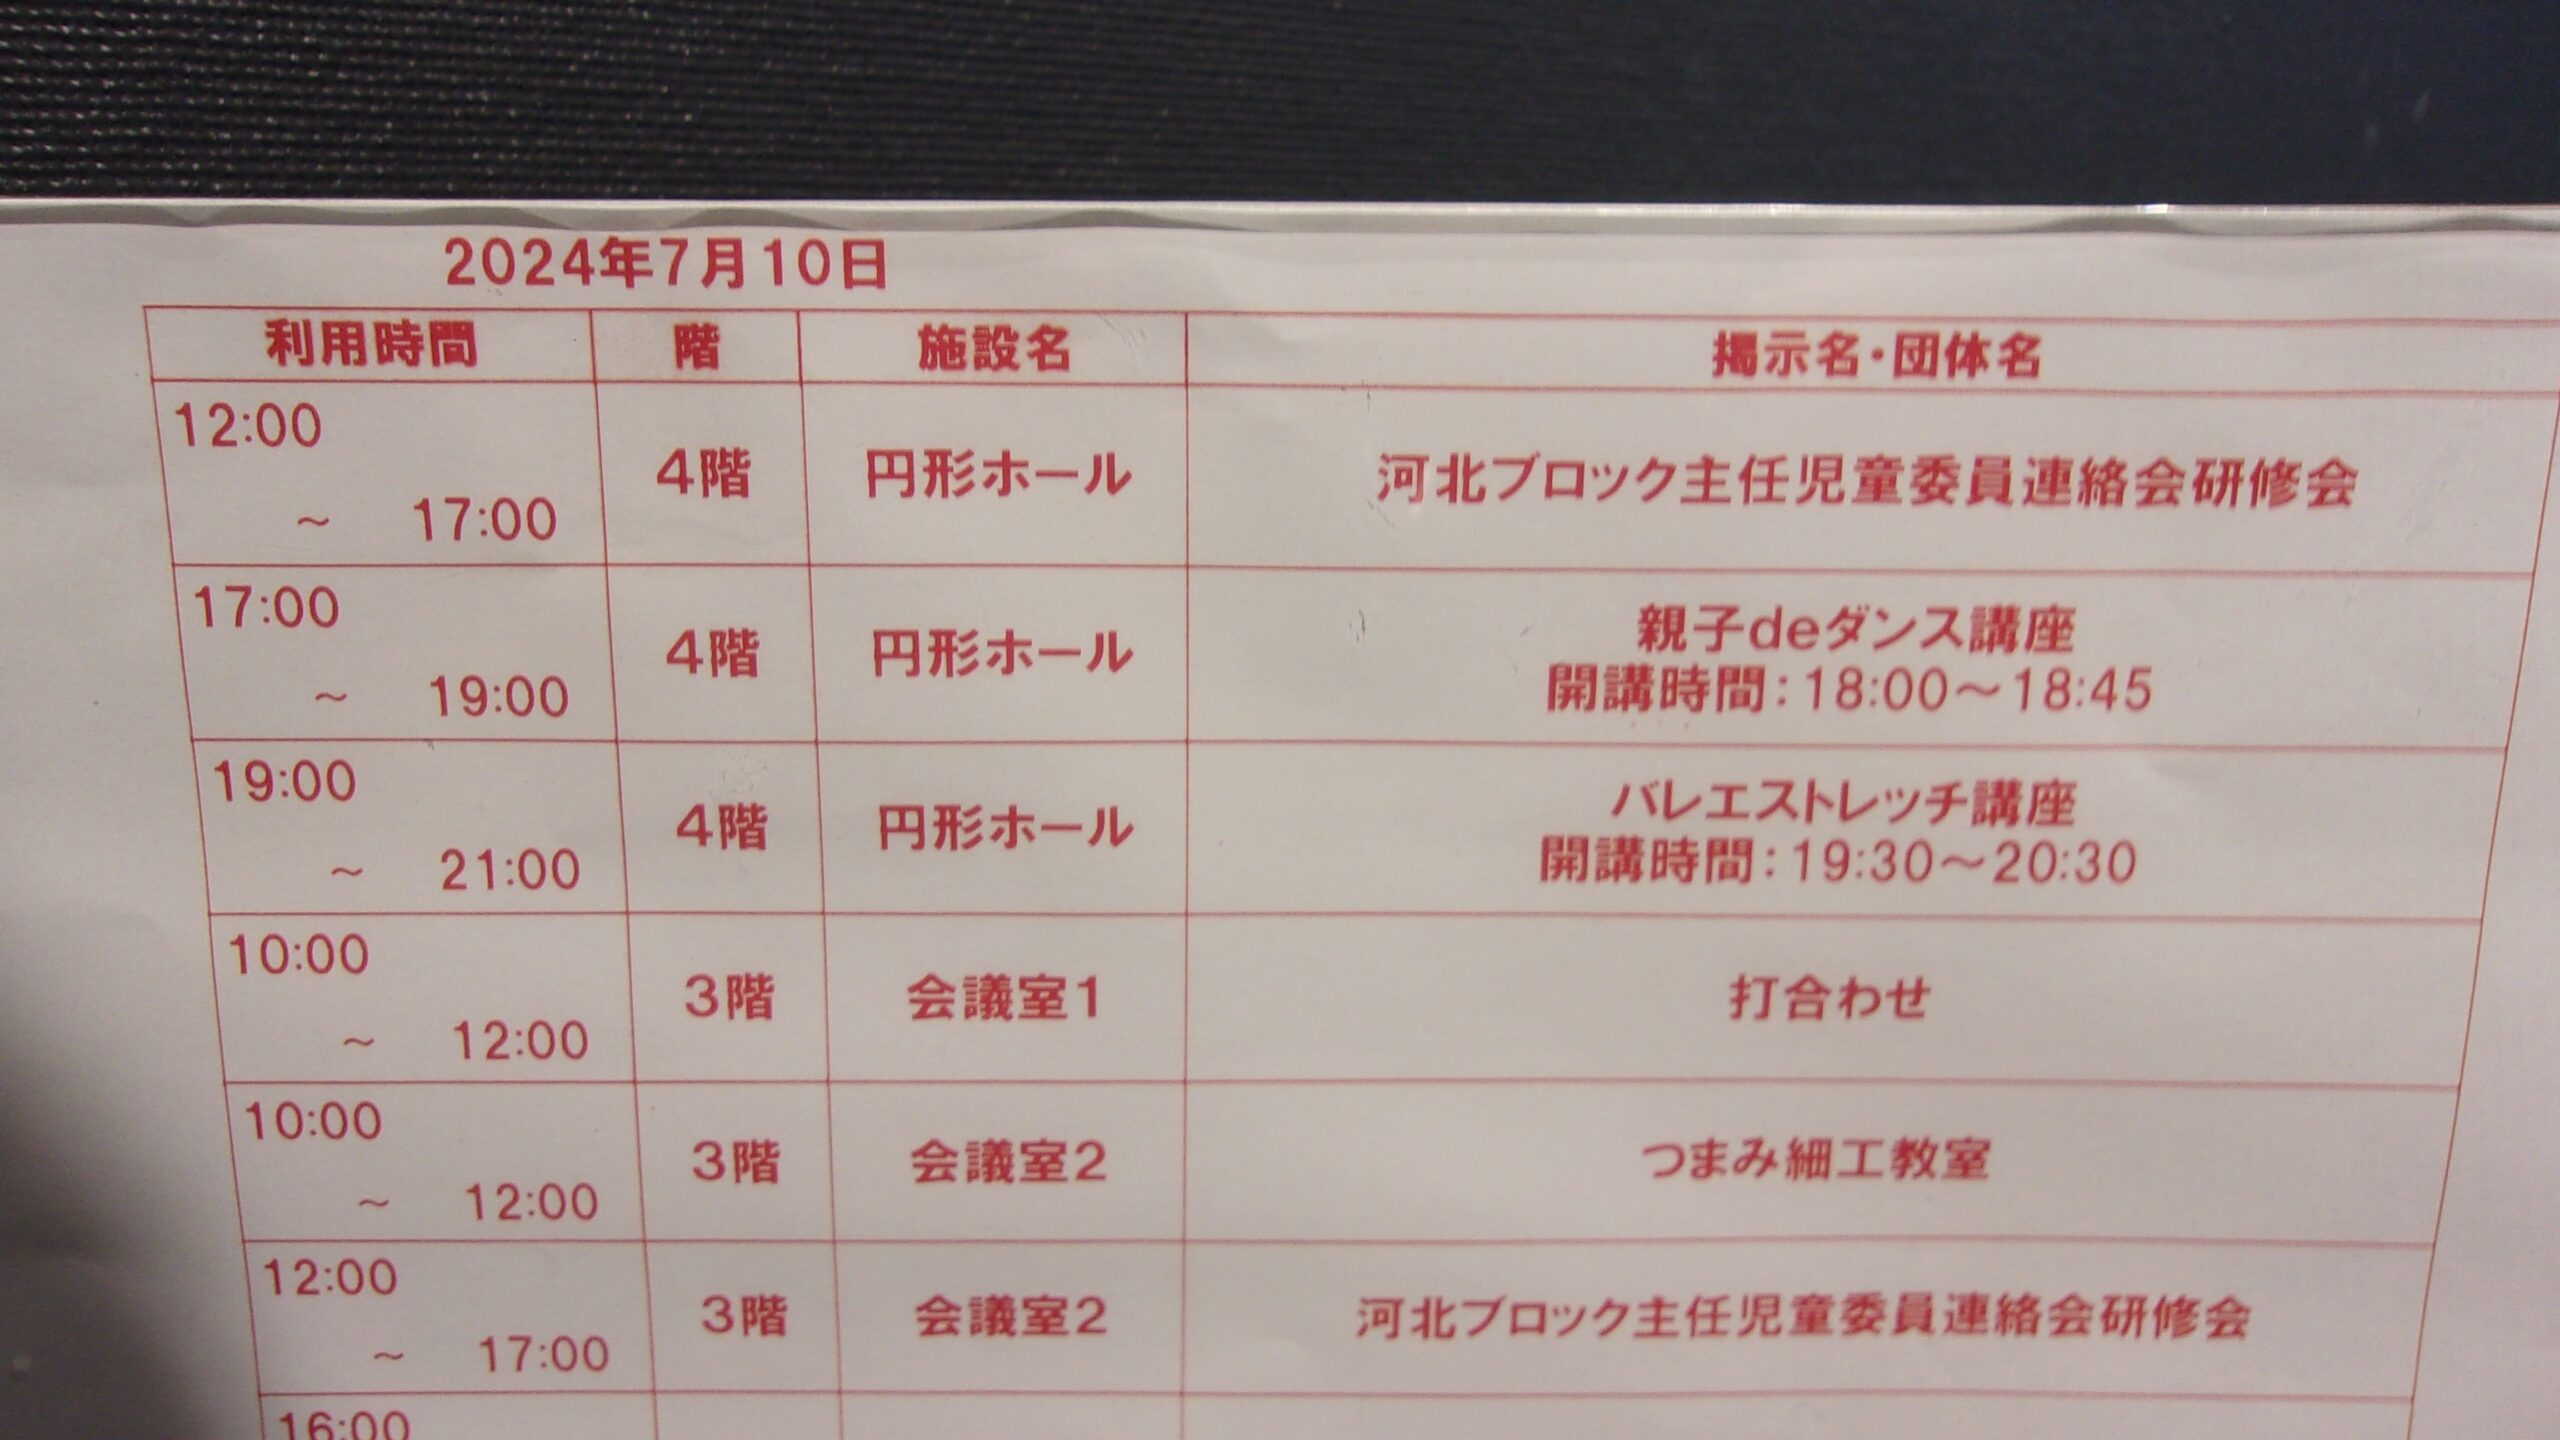 2024年7月10日
利用時間 階 施設名 掲示名・団体名
12:00 ～ 17:00 4階 円形ホール 河北ブロック主任児童委員連絡会研修会
17:00 ～ 19:00 4階 円形ホール 親子deダンス講座
開講時間：18:00～18:45
19:00 ～ 21:00 4階 円形ホール バレエストレッチ講座
開講時間：19:30～20:30
10:00 ～ 12:00 3階 会議室1 打合わせ
10:00 ～ 12:00 3階 会議室2 つまみ細工教室
12:00 ～ 17:00 3階 会議室2 河北ブロック主任児童委員連絡会研修会
16:00